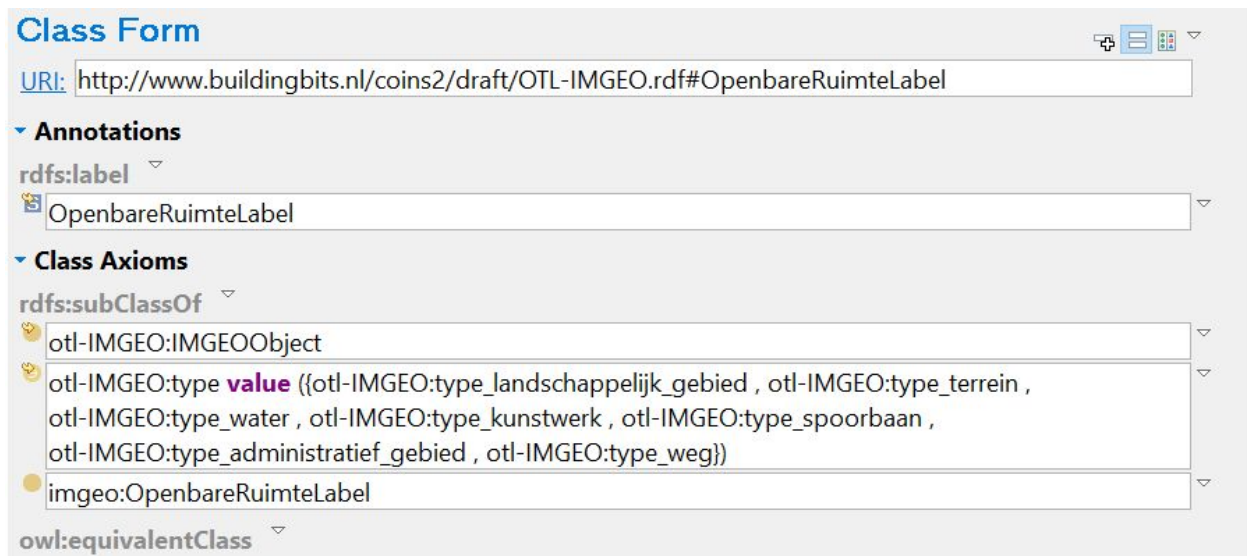 Class Form
URI: http://www.buildingbits.nl/coins2/draft/OTL-IMGEO.rdf#OpenbareRuimteLabel
Annotations
rdfs:label
OpenbareRuimteLabel
Class Axioms
rdfs:subClassOf
otl-IMGEO:IMGEOObject
otl-IMGEO:type value ({otl-IMGEO:type_landschappelijk_gebied , otl-IMGEO:type_terrein ,
otl-IMGEO:type_water , otl-IMGEO:type_kunstwerk , otl-IMGEO:type_spoorbaan ,
otl-IMGEO:type_administratief_gebied , otl-IMGEO:type_weg})
imgeo:OpenbareRuimteLabel
owl:equivalentClass